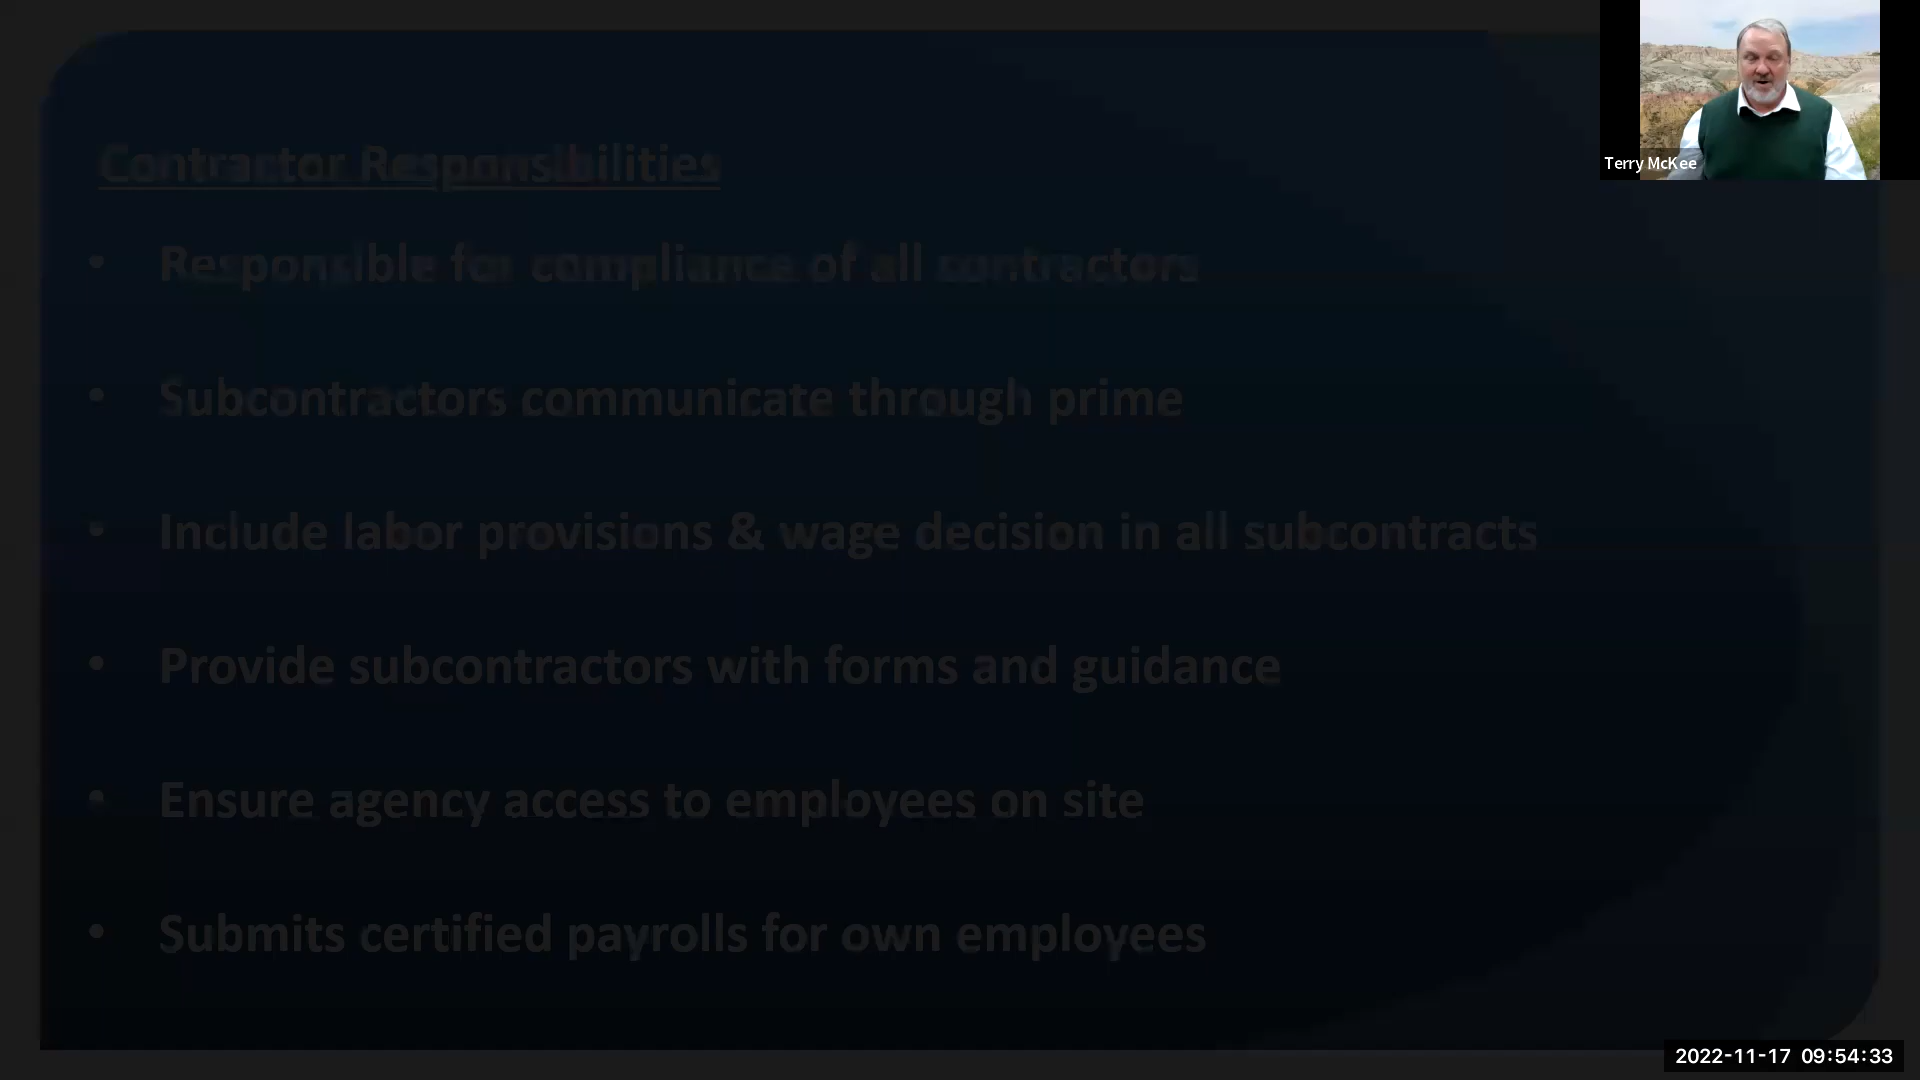 Contractor Responsibilities
• Responsible for compliance of all contractors
• Subcontractors communicate through prime
• Include labor provisions & wage decision in all subcontracts
• Provide subcontractors with forms and guidance
• Ensure agency access to employees on site
• Submits certified payrolls for own employees
Terry McKee
2022-11-17 09:54:33